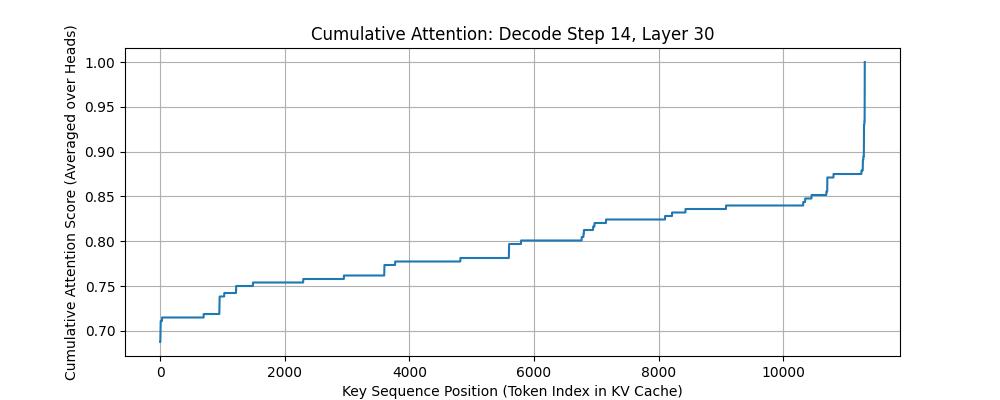 Cumulative Attention: Decode Step 14, Layer 30
Cumulative Attention Score (Averaged over Heads)
1.00
0.95
0.90
0.85
0.80
0.75
0.70
0 2000 4000 6000 8000 10000
Key Sequence Position (Token Index in KV Cache)